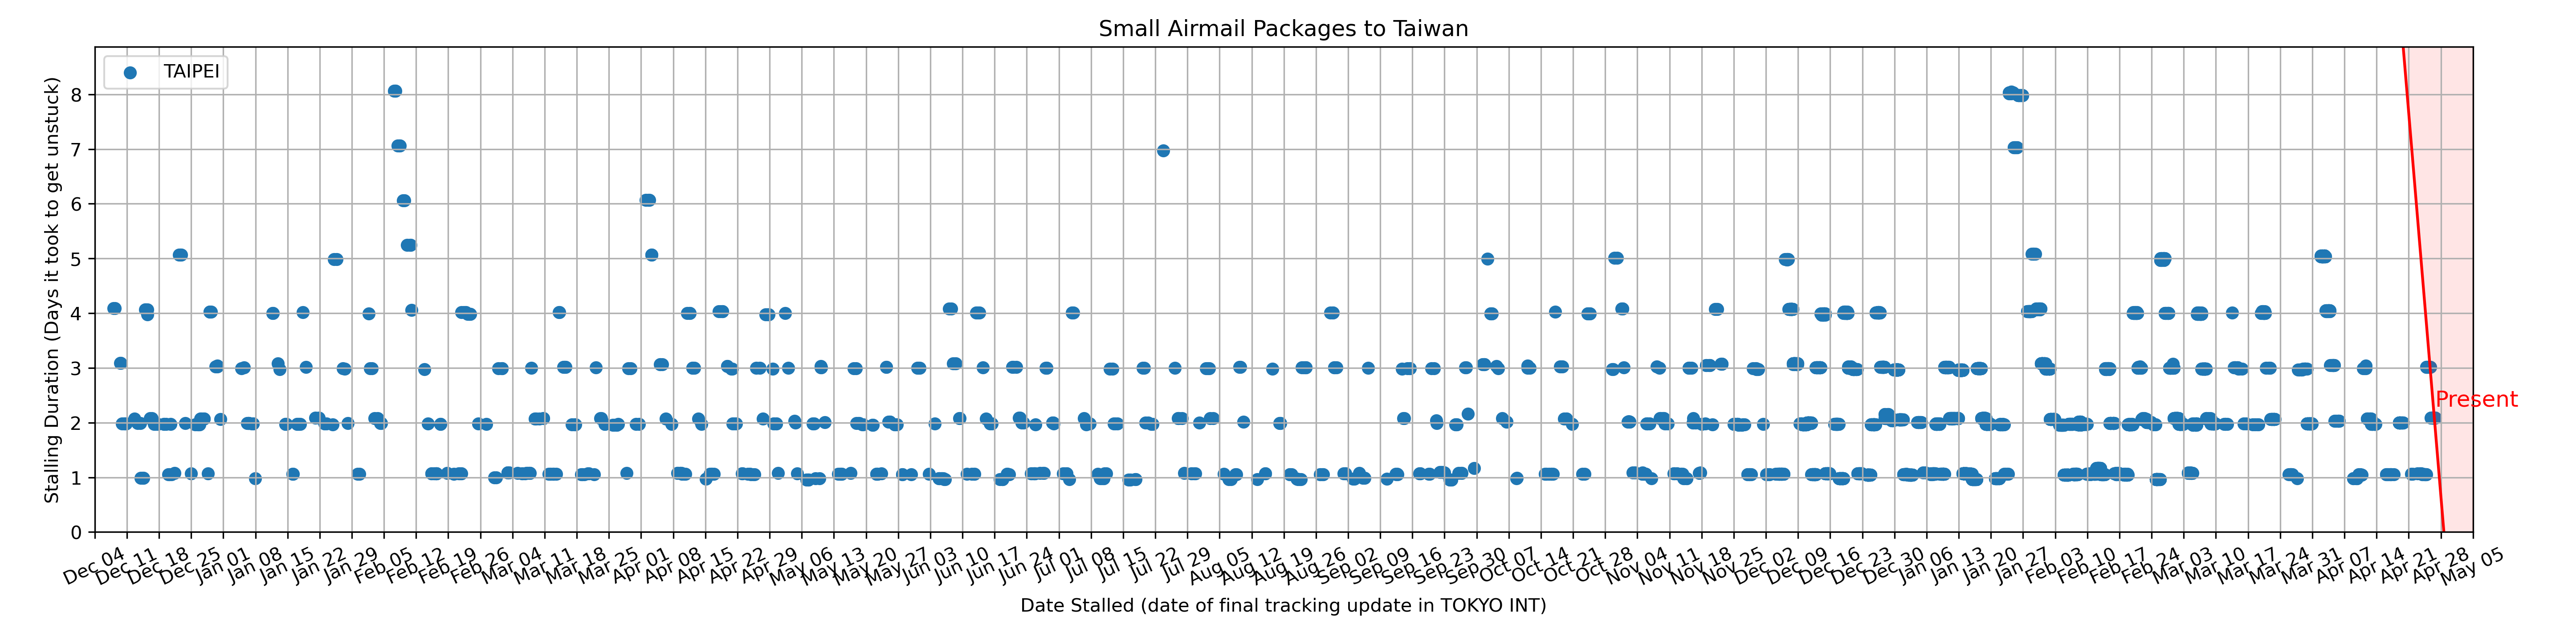 Small Airmail Packages to Taiwan
TAIPEI
Stalling Duration (Days it took to get unstuck)
8
7
6
5
4
3
2
1
0
Present
Dec 04
Dec 11
Dec 18
Dec 25
Jan 01
Jan 08
Jan 15
Jan 22
Jan 29
Feb 05
Feb 12
Feb 19
Feb 26
Mar 04
Mar 11
Mar 18
Mar 25
Apr 01
Apr 08
Apr 15
Apr 22
Apr 29
May 06
May 13
May 20
May 27
Jun 03
Jun 10
Jun 17
Jun 24
Jul 01
Jul 08
Jul 15
Jul 22
Jul 29
Aug 05
Aug 12
Aug 19
Aug 26
Sep 02
Sep 09
Sep 16
Sep 23
Sep 30
Oct 07
Oct 14
Oct 21
Oct 28
Nov 04
Nov 11
Nov 18
Nov 25
Dec 02
Dec 09
Dec 16
Dec 23
Dec 30
Jan 06
Jan 13
Jan 20
Jan 27
Feb 03
Feb 10
Feb 17
Feb 24
Mar 03
Mar 10
Mar 17
Mar 24
Mar 31
Apr 07
Apr 14
Apr 21
Apr 28
May 05
Date Stalled (date of final tracking update in TOKYO INT)